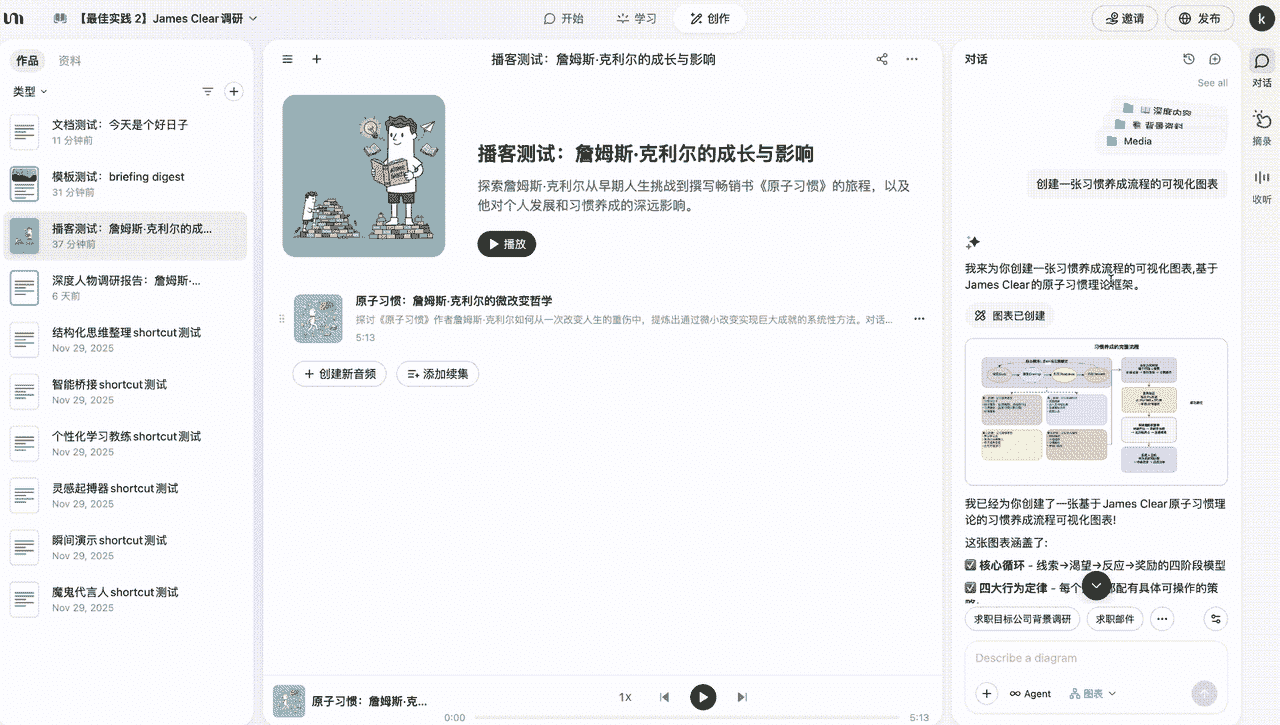 【最佳实践 2】James Clear调研
开始
学习
创作
邀请
发布
k
作品
资料
类型
文档测试：今天是个好日子
11 分钟前
模板测试：briefing digest
31 分钟前
播客测试：詹姆斯·克利尔的成...
37 分钟前
深度人物调研报告：詹姆斯·...
6 天前
结构化思维整理shortcut测试
Nov 29, 2025
智能桥接shortcut测试
Nov 29, 2025
个性化学习教练shortcut测试
Nov 29, 2025
灵感起搏器shortcut测试
Nov 29, 2025
瞬间演示shortcut测试
Nov 29, 2025
魔鬼代言人shortcut测试
Nov 29, 2025
播客测试：詹姆斯·克利尔的成长与影响
播客测试：詹姆斯·克利尔的成长与影响
探索詹姆斯·克利尔从早期人生挑战到撰写畅销书《原子习惯》的旅程，以及
他对个人发展和习惯养成的深远影响。
播放
原子习惯：詹姆斯·克利尔的微改变哲学
探讨《原子习惯》作者詹姆斯·克利尔如何从一次改变人生的重伤中，提炼出通过微小改变实现巨大成就的系统性方法。对话...
5:13
创建新音频
添加续集
原子习惯：詹姆斯·克...
1X
0:00
5:13
对话
See all
深度内容
背景资料
Media
创建一张习惯养成流程的可视化图表
我来为你创建一张习惯养成流程的可视化图表,基于
James Clear的原子习惯理论框架。
图表已创建
习惯养成的完整流程
我已经为你创建了一张基于James Clear原子习惯理
论的习惯养成流程可视化图表!
这张图表涵盖了:
核心循环 - 线索→渴望→反应→奖励的四阶段模型
四大行为定律 - 每个 都配有具体可操作的策
求职目标公司背景调研
求职邮件
Describe a diagram
Agent
图表
对话
摘录
收听